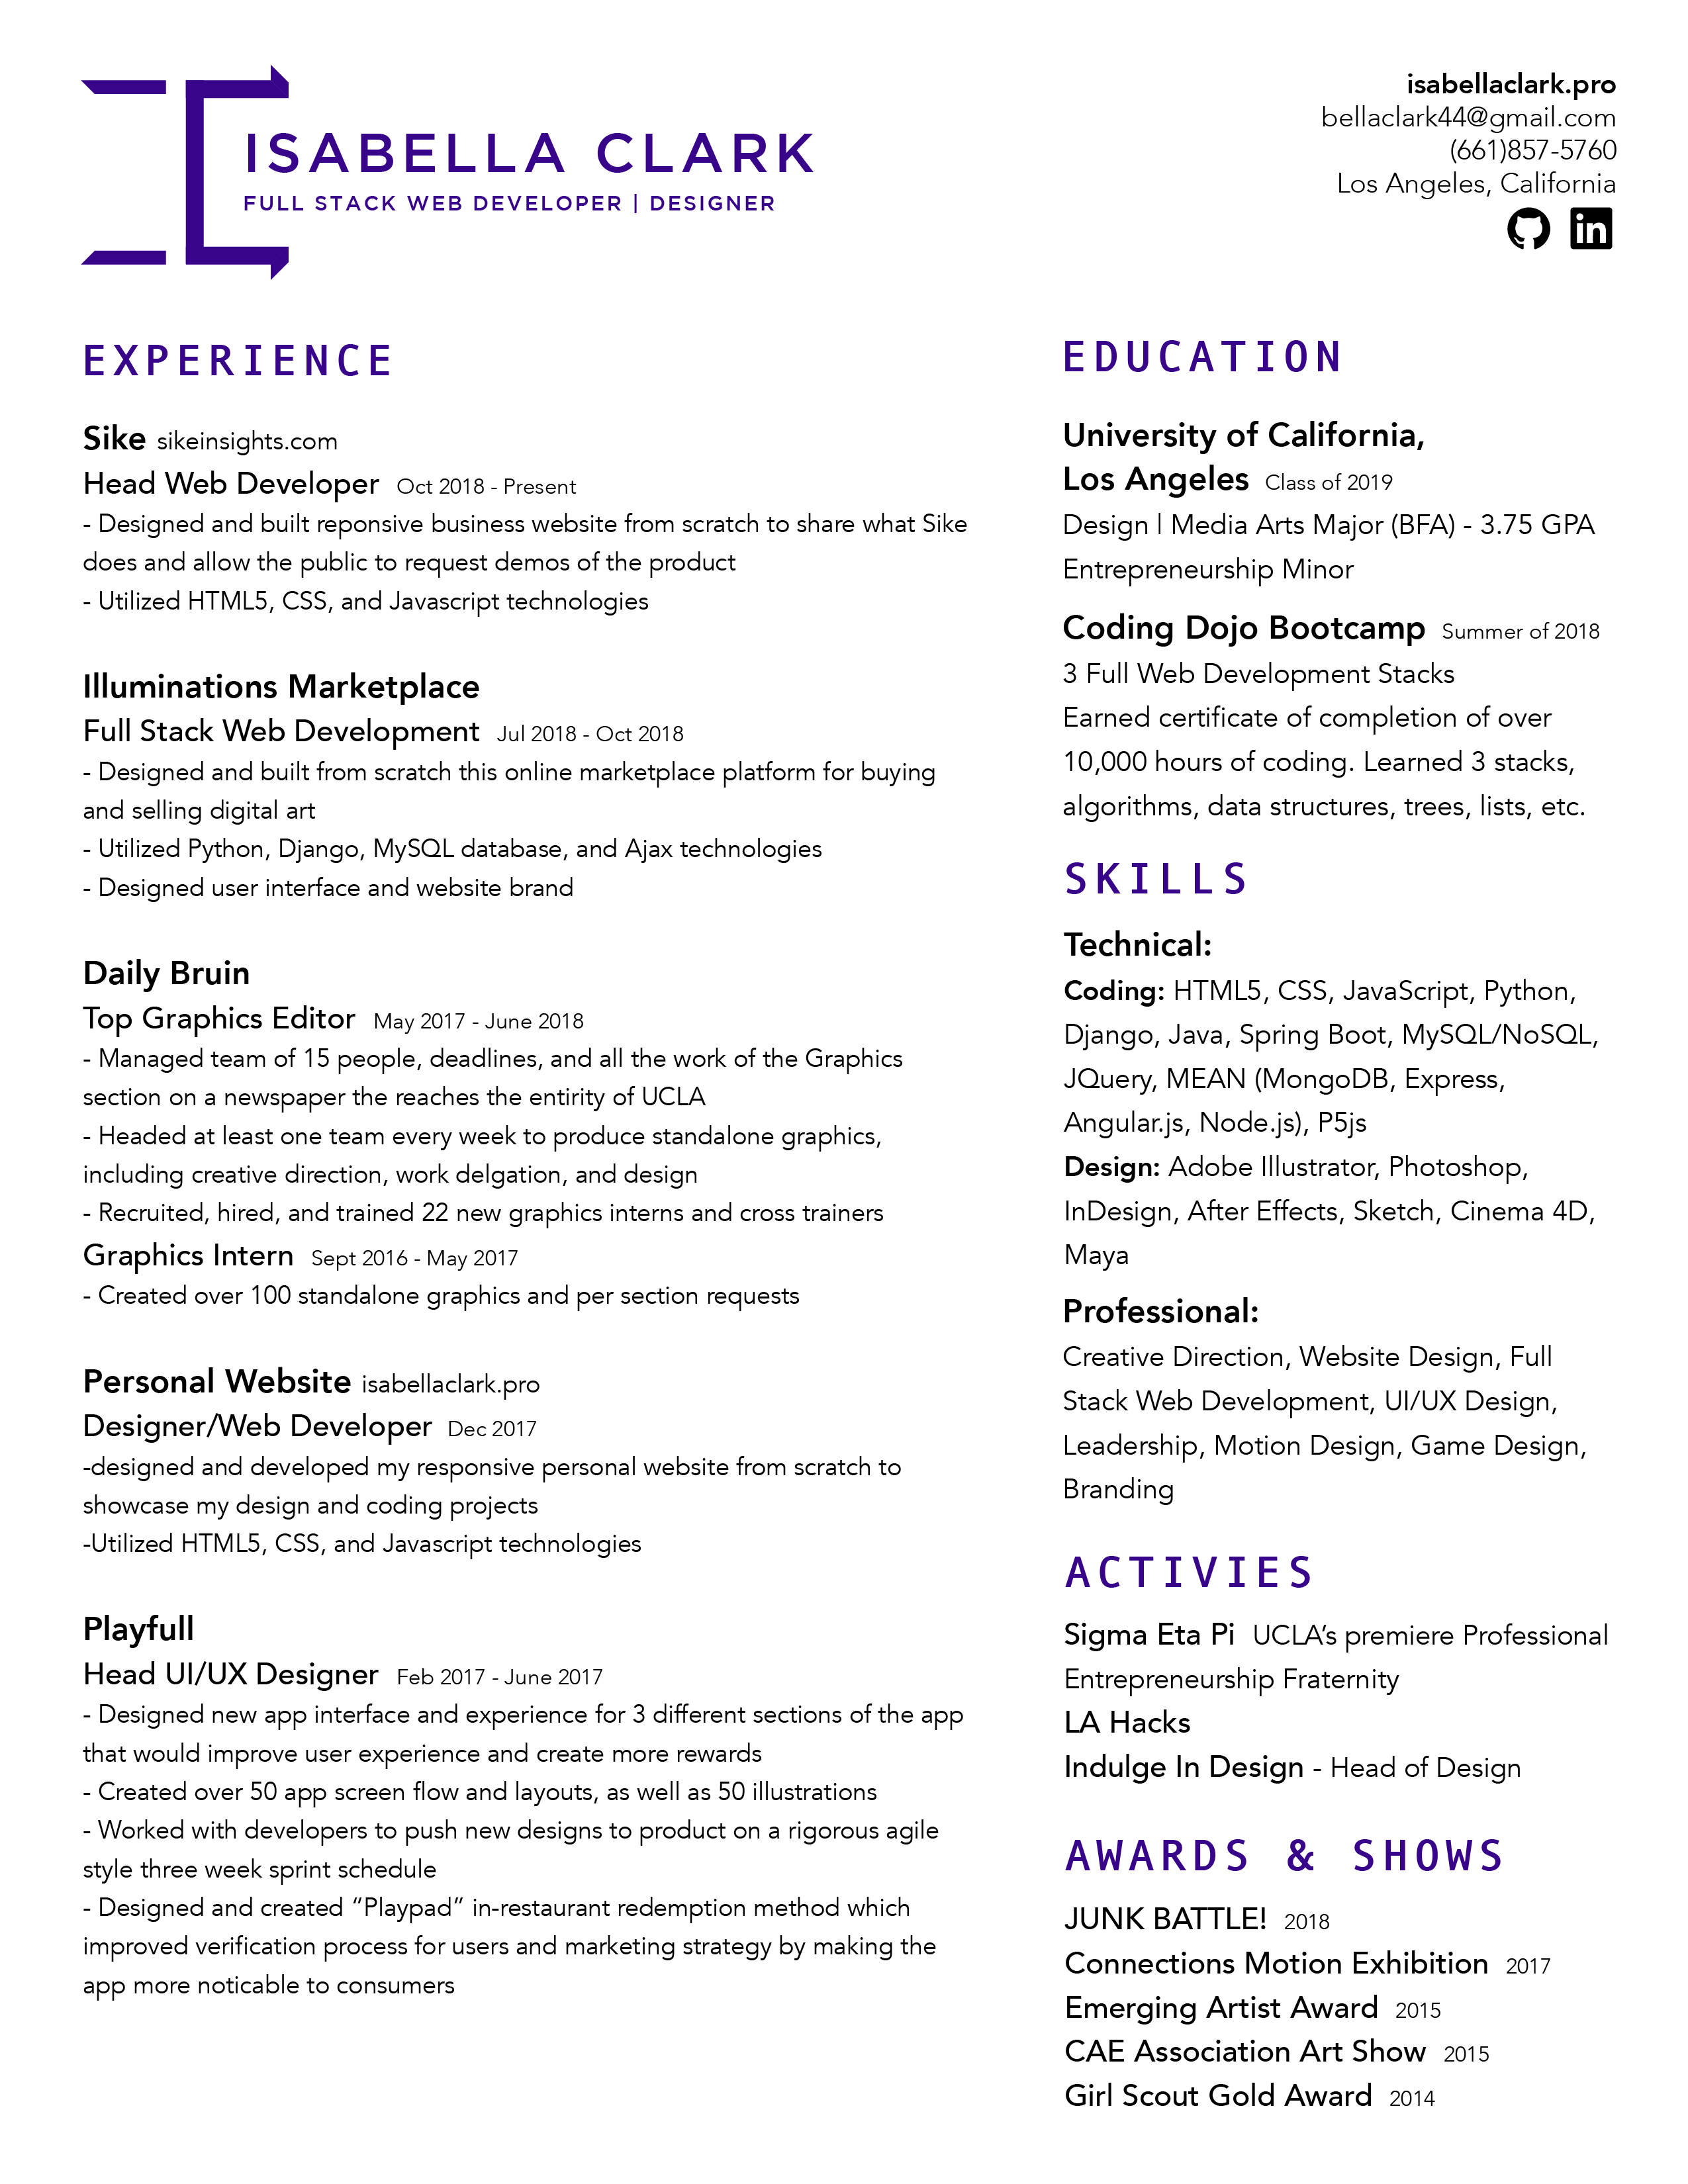 ISABELLA CLARK
FULL STACK WEB DEVELOPER | DESIGNER
isabellaclark.pro
bellaclark44@gmail.com
(661)857-5760
Los Angeles, California
EXPERIENCE
Sike sikeinsights.com
Head Web Developer Oct 2018 - Present
- Designed and built reponsive business website from scratch to share what Sike
does and allow the public to request demos of the product
- Utilized HTML5, CSS, and Javascript technologies
Illuminations Marketplace
Full Stack Web Development Jul 2018 - Oct 2018
- Designed and built from scratch this online marketplace platform for buying
and selling digital art
- Utilized Python, Django, MySQL database, and Ajax technologies
- Designed user interface and website brand
Daily Bruin
Top Graphics Editor May 2017 - June 2018
- Managed team of 15 people, deadlines, and all the work of the Graphics
section on a newspaper the reaches the entirity of UCLA
- Headed at least one team every week to produce standalone graphics,
including creative direction, work delgation, and design
- Recruited, hired, and trained 22 new graphics interns and cross trainers
Graphics Intern Sept 2016 - May 2017
- Created over 100 standalone graphics and per section requests
Personal Website isabellaclark.pro
Designer/Web Developer Dec 2017
-designed and developed my responsive personal website from scratch to
showcase my design and coding projects
-Utilized HTML5, CSS, and Javascript technologies
Playfull
Head UI/UX Designer Feb 2017 - June 2017
- Designed new app interface and experience for 3 different sections of the app
that would improve user experience and create more rewards
- Created over 50 app screen flow and layouts, as well as 50 illustrations
- Worked with developers to push new designs to product on a rigorous agile
style three week sprint schedule
- Designed and created “Playpad” in-restaurant redemption method which
improved verification process for users and marketing strategy by making the
app more noticable to consumers
EDUCATION
University of California,
Los Angeles Class of 2019
Design | Media Arts Major (BFA) - 3.75 GPA
Entrepreneurship Minor
Coding Dojo Bootcamp Summer of 2018
3 Full Web Development Stacks
Earned certificate of completion of over
10,000 hours of coding. Learned 3 stacks,
algorithms, data structures, trees, lists, etc.
SKILLS
Technical:
Coding: HTML5, CSS, JavaScript, Python,
Django, Java, Spring Boot, MySQL/NoSQL,
JQuery, MEAN (MongoDB, Express,
Angular.js, Node.js), P5js
Design: Adobe Illustrator, Photoshop,
InDesign, After Effects, Sketch, Cinema 4D,
Maya
Professional:
Creative Direction, Website Design, Full
Stack Web Development, UI/UX Design,
Leadership, Motion Design, Game Design,
Branding
ACTIVIES
Sigma Eta Pi UCLA’s premiere Professional
Entrepreneurship Fraternity
LA Hacks
Indulge In Design - Head of Design
AWARDS & SHOWS
JUNK BATTLE! 2018
Connections Motion Exhibition 2017
Emerging Artist Award 2015
CAE Association Art Show 2015
Girl Scout Gold Award 2014